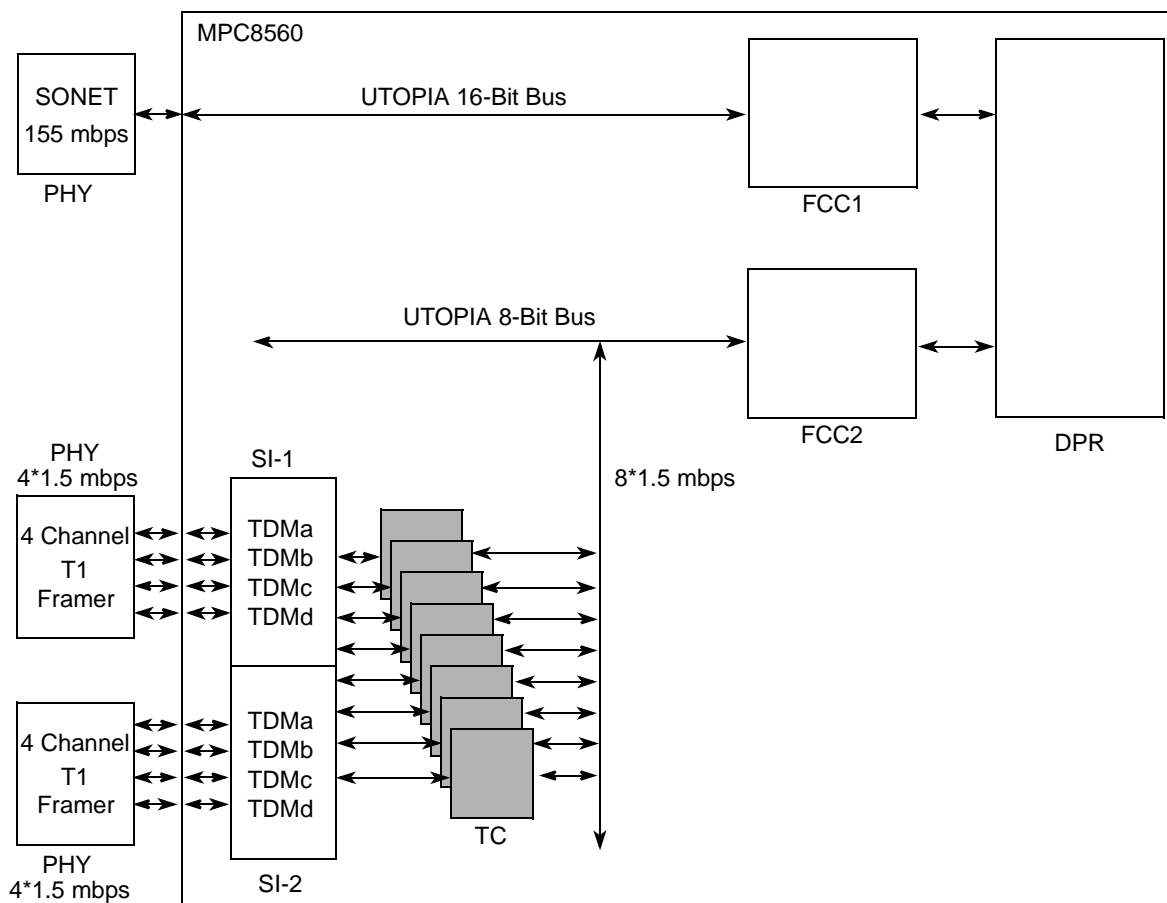 MPC8560
SONET
155 mbps
PHY
UTOPIA 16-Bit Bus
FCC1
UTOPIA 8-Bit Bus
FCC2
DPR
8*1.5 mbps
PHY
4*1.5 mbps
4 Channel
T1
Framer
SI-1
TDMa
TDMb
TDMc
TDMd
4 Channel
T1
Framer
PHY
4*1.5 mbps
TDMa
TDMb
TDMc
TDMd
SI-2
TC